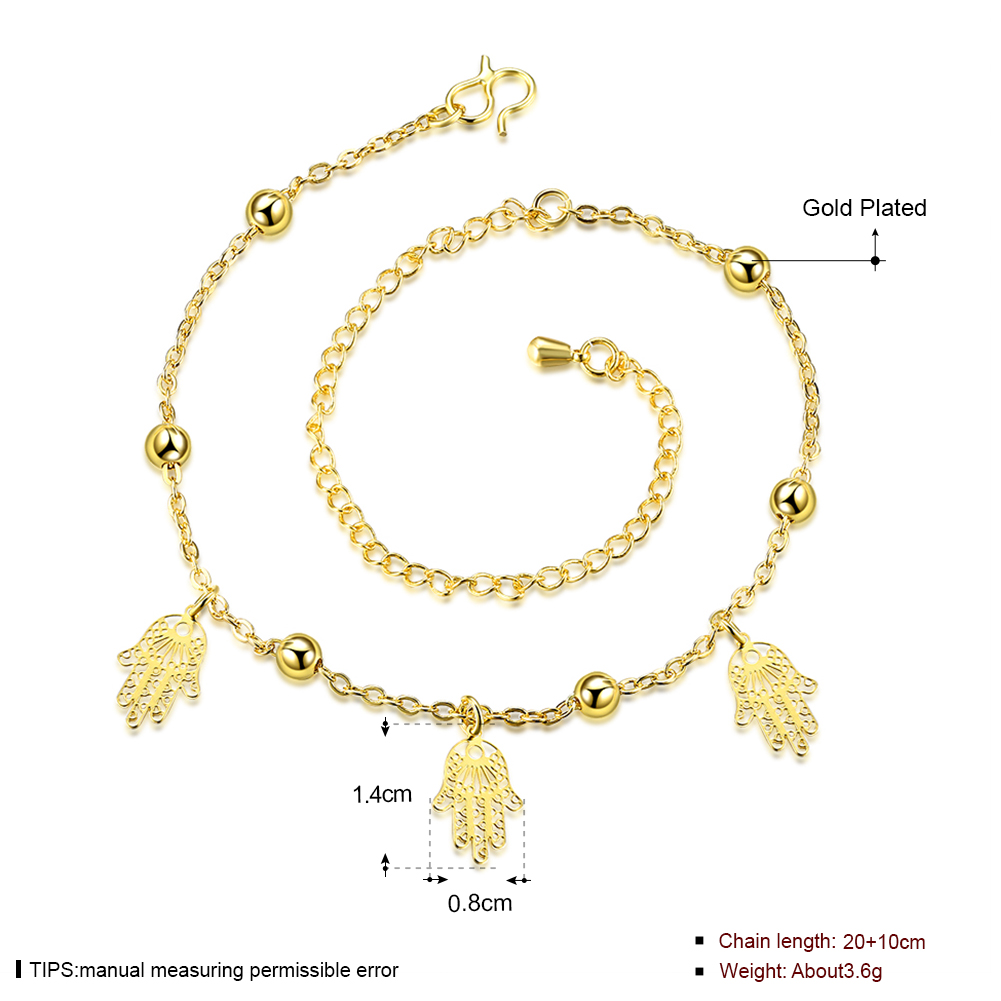 Gold Plated
1.4cm
0.8cm
Chain length: 20+10cm
Weight: About3.6g
TIPS:manual measuring permissible error